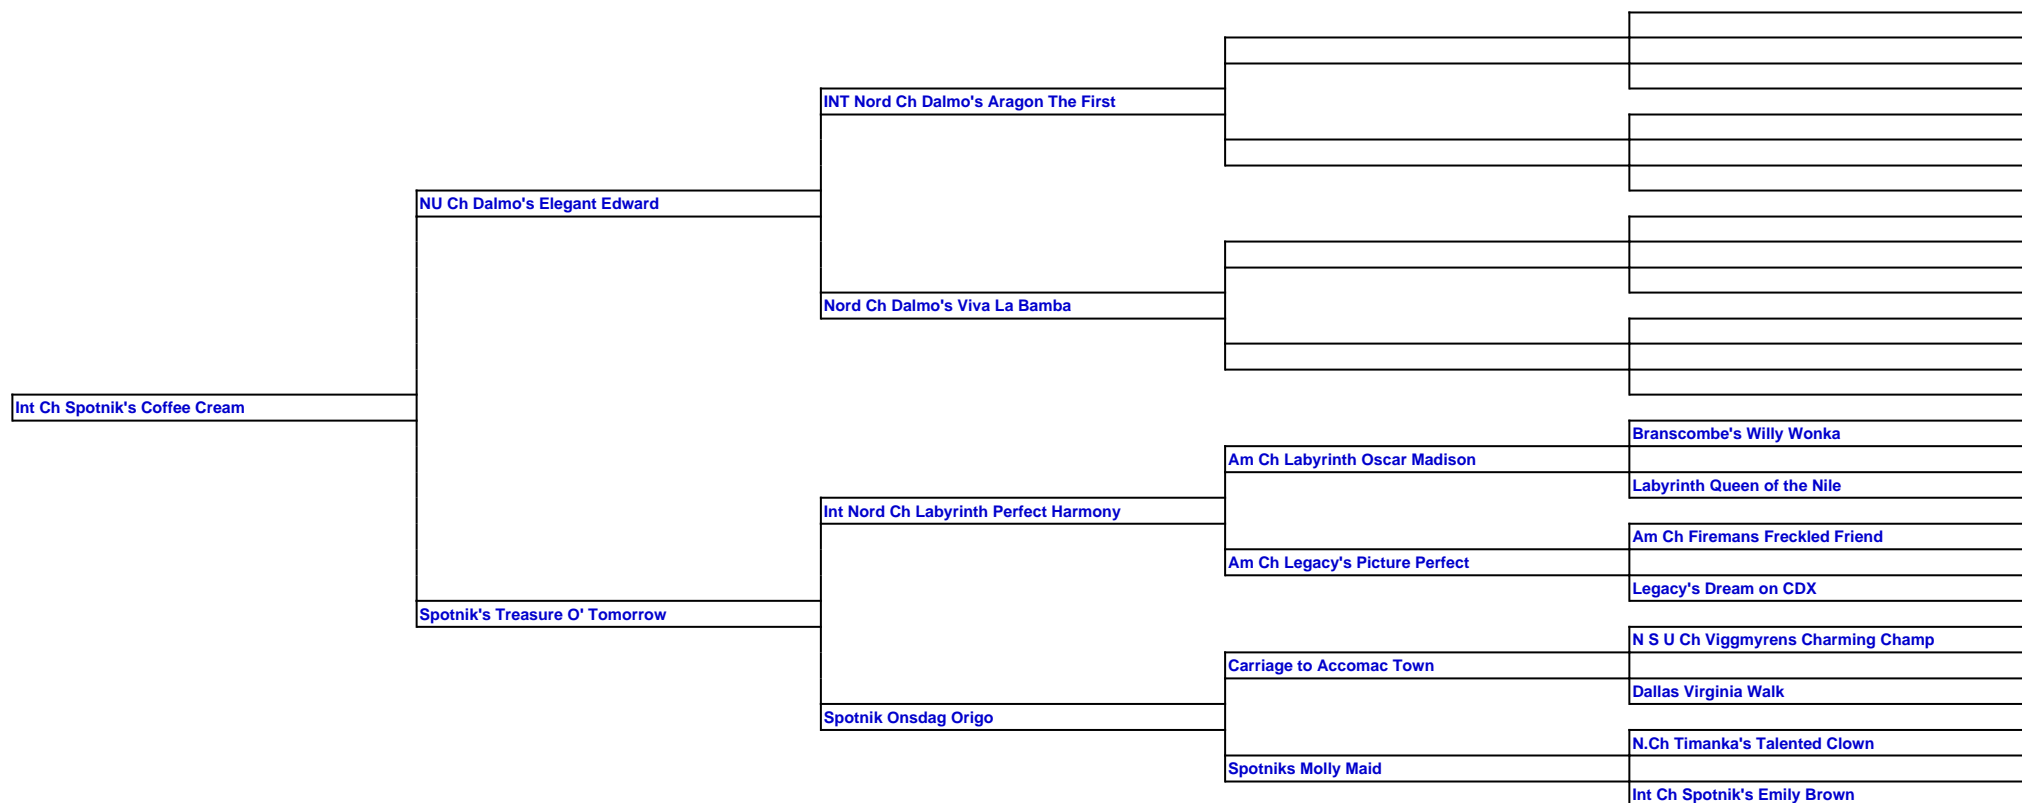 INT Nord Ch Dalmo's Aragon The First
NU Ch Dalmo's Elegant Edward
Nord Ch Dalmo's Viva La Bamba
Int Ch Spotnik's Coffee Cream
Branscombe's Willy Wonka
Am Ch Labyrinth Oscar Madison
Labyrinth Queen of the Nile
Int Nord Ch Labyrinth Perfect Harmony
Am Ch Firemans Freckled Friend
Am Ch Legacy's Picture Perfect
Legacy's Dream on CDX
Spotnik's Treasure O' Tomorrow
N S U Ch Viggmyrens Charming Champ
Carriage to Accomac Town
Dallas Virginia Walk
Spotnik Onsdag Origo
N.Ch Timanka's Talented Clown
Spotniks Molly Maid
Int Ch Spotnik's Emily Brown